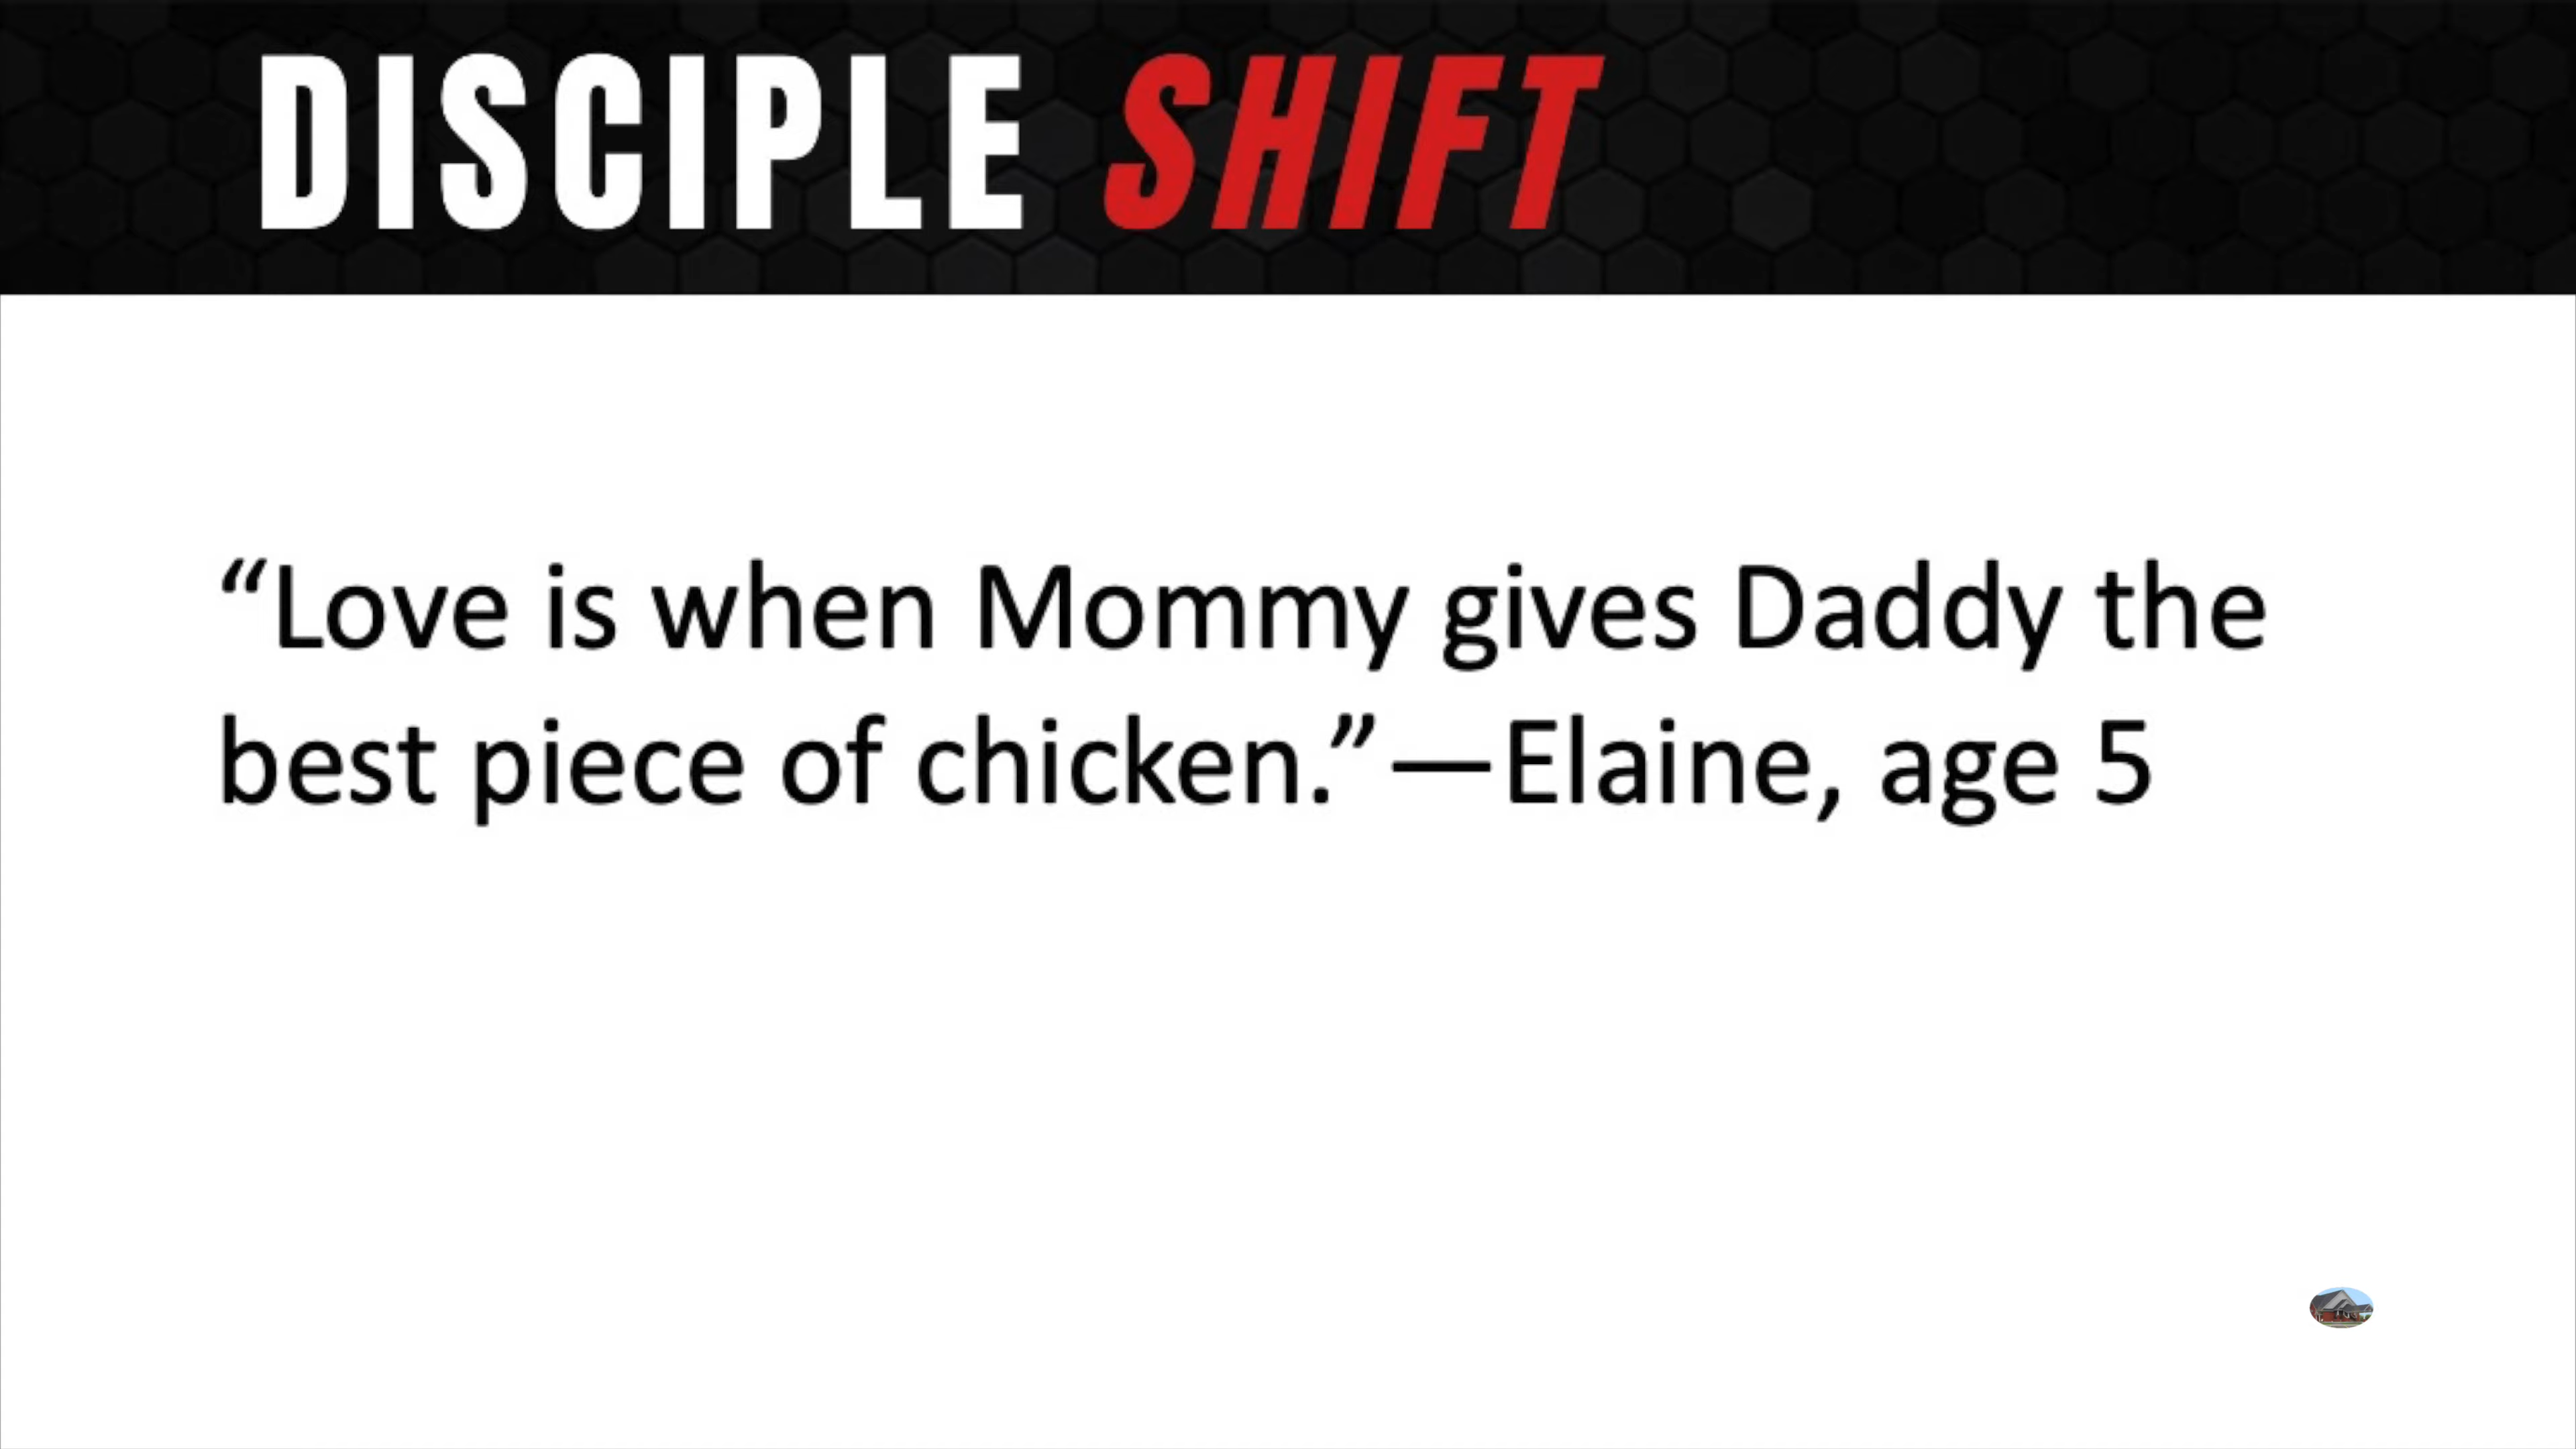 DISCIPLE SHIFT
“Love is when Mommy gives Daddy the
best piece of chicken.”—Elaine, age 5